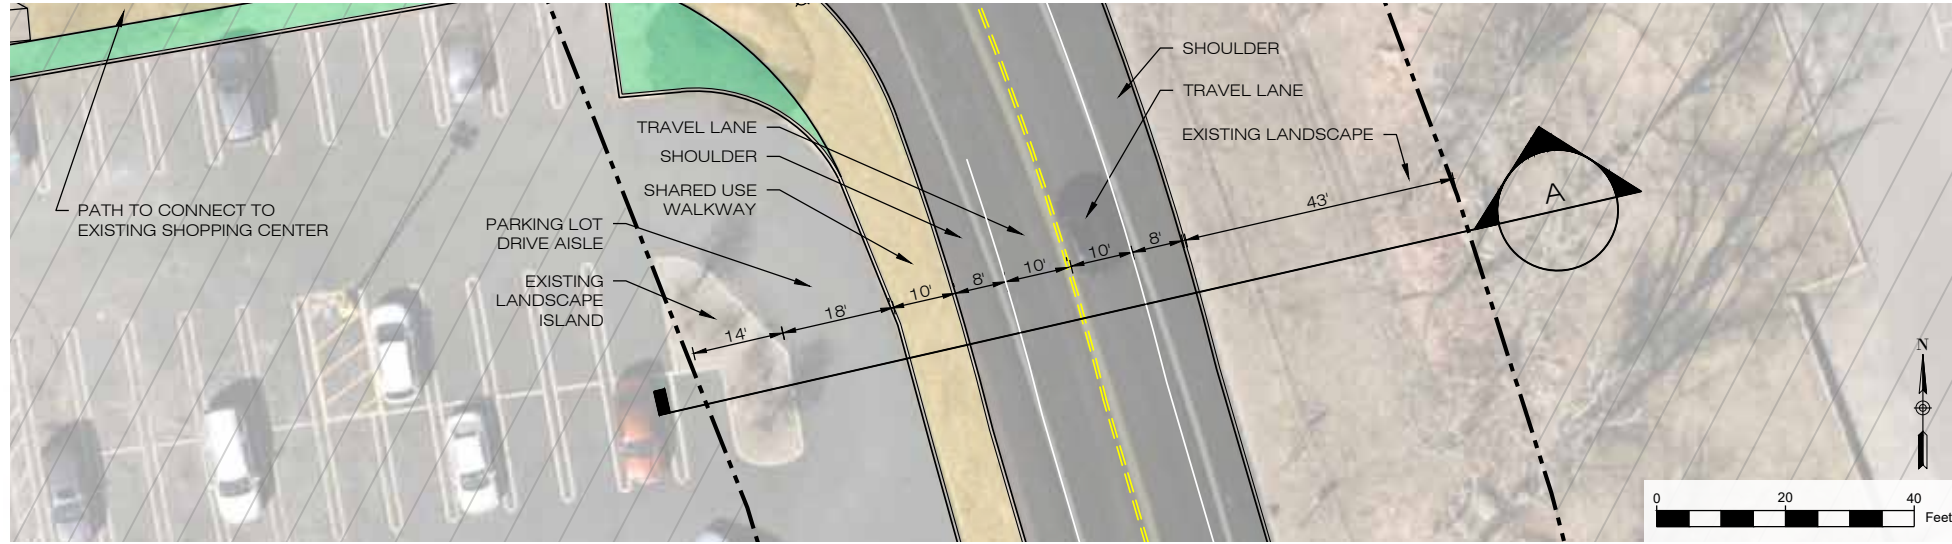 SHOULDER
TRAVEL LANE
EXISTING LANDSCAPE
TRAVEL LANE
SHOULDER
SHARED USE
WALKWAY
PARKING LOT
DRIVE AISLE
EXISTING
LANDSCAPE
ISLAND
PATH TO CONNECT TO
EXISTING SHOPPING CENTER
14'
18'
10'
8'
10'
10'
8'
43'
A
N
0 20 40
Feet